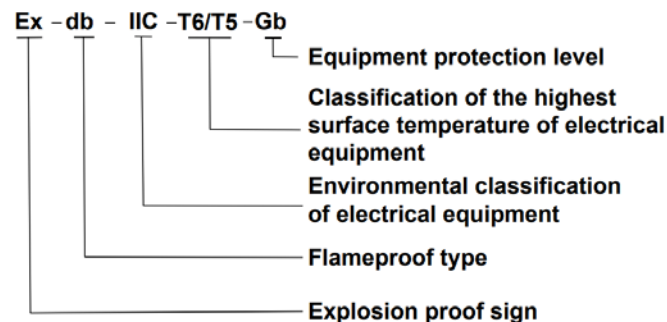 Ex - db - IIC - T6/T5 - Gb
Equipment protection level
Classification of the highest
surface temperature of electrical
equipment
Environmental classification
of electrical equipment
Flameproof type
Explosion proof sign